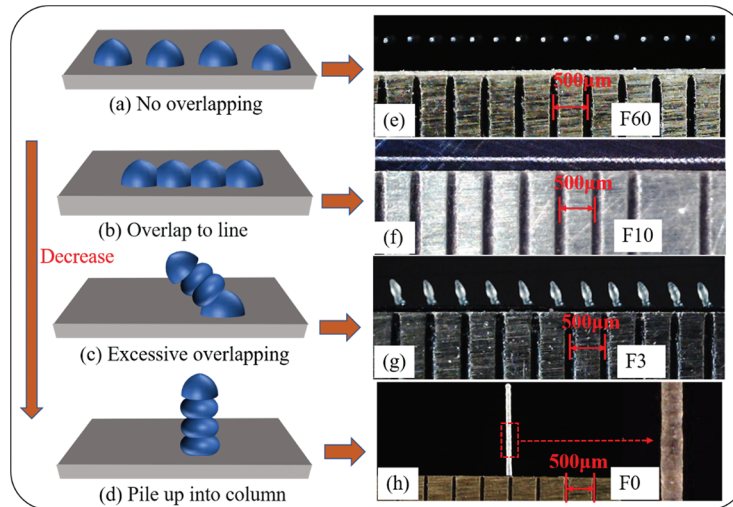 (a) No overlapping
500μm
(e)
F60
(b) Overlap to line
500μm
(f)
F10
Decrease
(c) Excessive overlapping
500μm
(g)
F3
(d) Pile up into column
500μm
(h)
F0